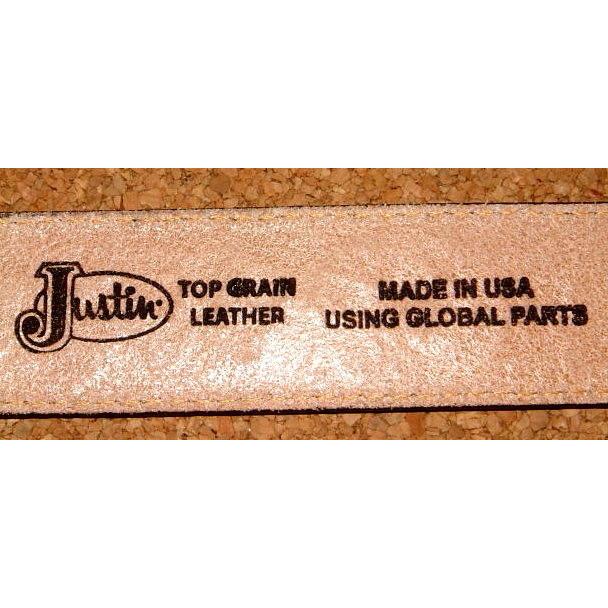 Justin
TOP GRAIN
LEATHER
MADE IN USA
USING GLOBAL PARTS